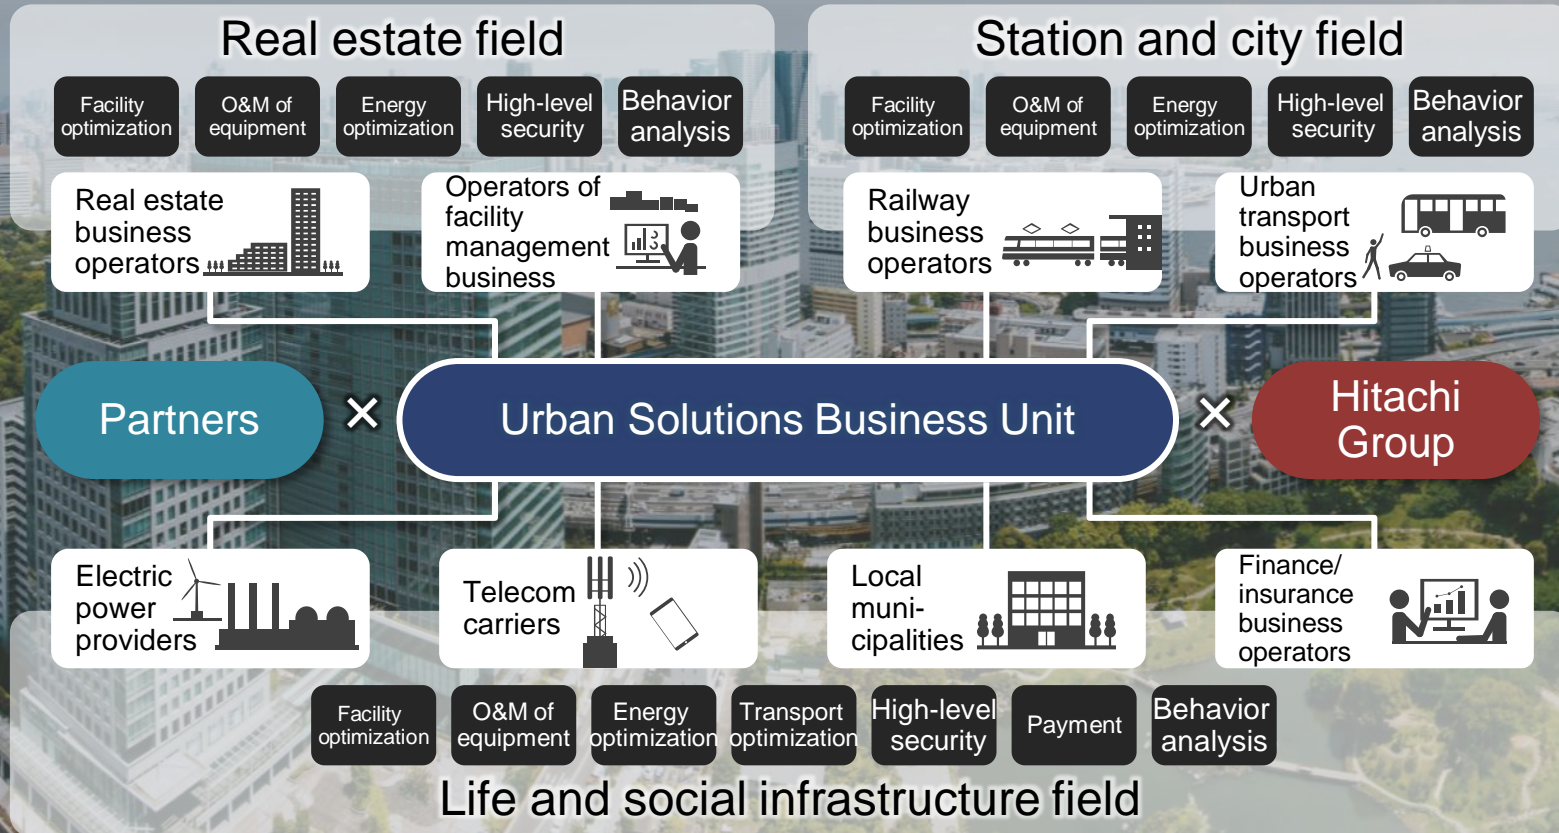 Real estate field
Facility
optimization
O&M of
equipment
Energy
optimization
High-level
security
Behavior
analysis
Real estate
business
operators
Operators of
facility
management
business
Station and city field
Facility
optimization
O&M of
equipment
Energy
optimization
High-level
security
Behavior
analysis
Railway
business
operators
Urban
transport
business
operators
Partners
×
Urban Solutions Business Unit
×
Hitachi
Group
Electric
power
providers
Telecom
carriers
Local
muni-
cipalities
Finance/
insurance
business
operators
Facility
optimization
O&M of
equipment
Energy
optimization
Transport
optimization
High-level
security
Payment
Behavior
analysis
Life and social infrastructure field